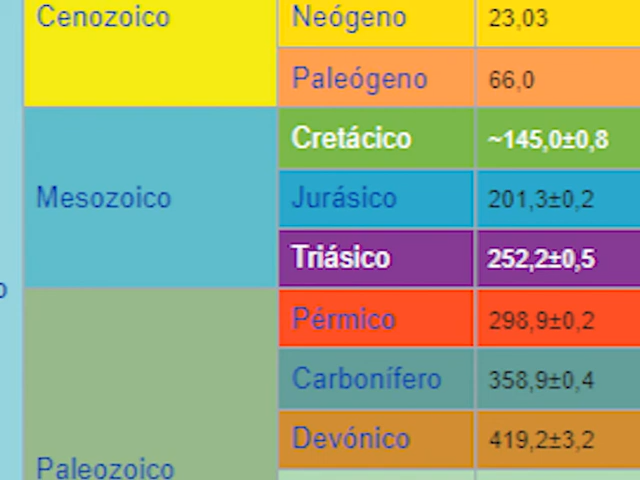 Cenozoico
Neógeno 23,03
Paleógeno 66,0
Cretácico ~145,0±0,8
Mesozoico
Jurásico 201,3±0,2
Triásico 252,2±0,5
Pérmico 298,9±0,2
Carbonífero 358,9±0,4
Devónico 419,2±3,2
Paleozoico